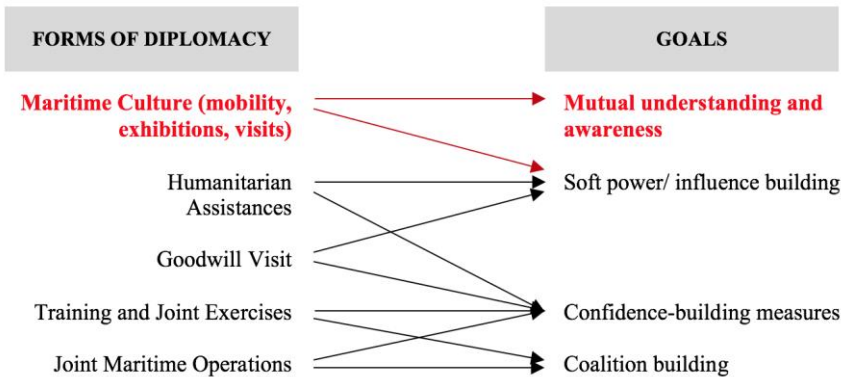 FORMS OF DIPLOMACY
GOALS
Maritime Culture (mobility,
exhibitions, visits)
Mutual understanding and
awareness
Humanitarian
Assistances
Soft power/ influence building
Goodwill Visit
Training and Joint Exercises
Confidence-building measures
Joint Maritime Operations
Coalition building